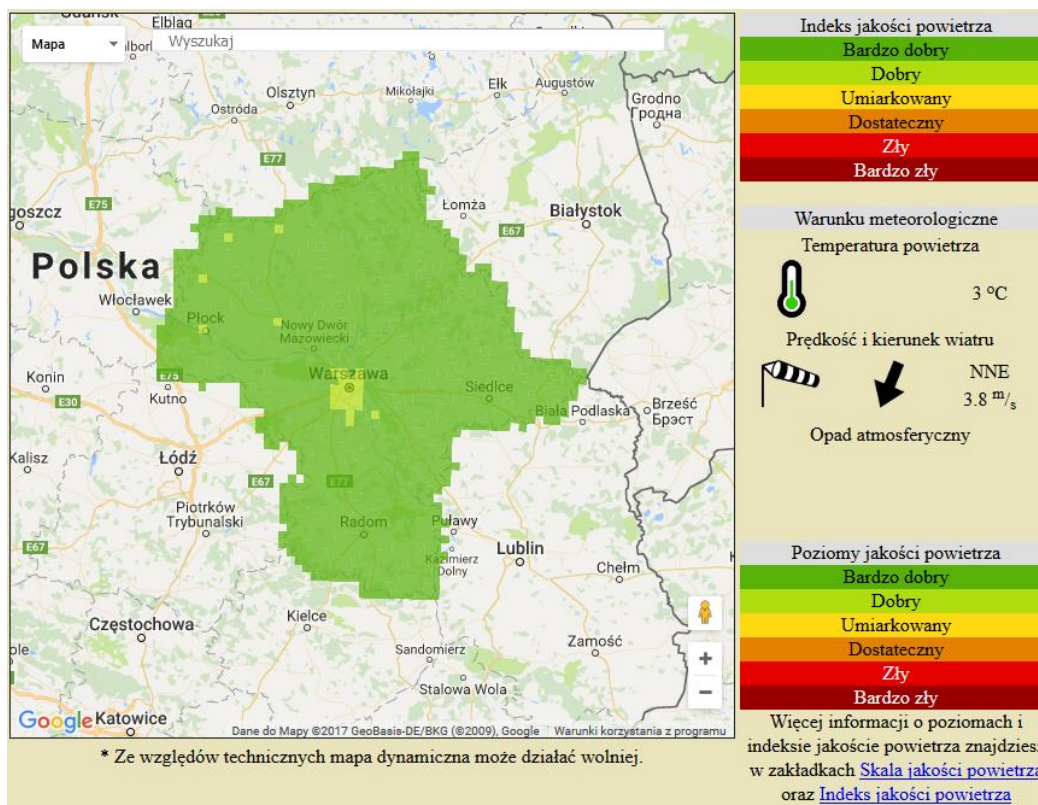 Gdańsk
Elbląg
Mapa
Wyszukaj
Olsztyn
Mikołajki
Ełk
Augustów
Ostróda
Grodno
Гродна
E77
goszcz
E75
Łomża
Białystok
E67
Polska
Włocławek
Płock
Nowy Dwór
Mazowiecki
Konin
E75
Kutno
Warszawa
Siedlce
E30
Biała Podlaska
Brześć
Брэст
Kalisz
Łódź
E67
E77
Piotrków
Trybunalski
Radom
Puławy
E67
Kazimierz
Dolny
Lublin
Chełm
Kielce
Częstochowa
Sandomierz
Zamość
ole
Stalowa Wola
Google
Katowice
Dane do Mapy ©2017 GeoBasis-DE/BKG (©2009), Google
Warunki korzystania z programu
* Ze względów technicznych mapa dynamiczna może działać wolniej.
Indeks jakości powietrza
Bardzo dobry
Dobry
Umiarkowany
Dostateczny
Zły
Bardzo zły
Warunku meteorologiczne
Temperatura powietrza
3 °C
Prędkość i kierunek wiatru
NNE
3.8 m/s
Opad atmosferyczny
Poziomy jakości powietrza
Bardzo dobry
Dobry
Umiarkowany
Dostateczny
Zły
Bardzo zły
Więcej informacji o poziomach i
indeksie jakoście powietrza znajdziesz
w zakładkach Skala jakości powietrza
oraz Indeks jakości powietrza